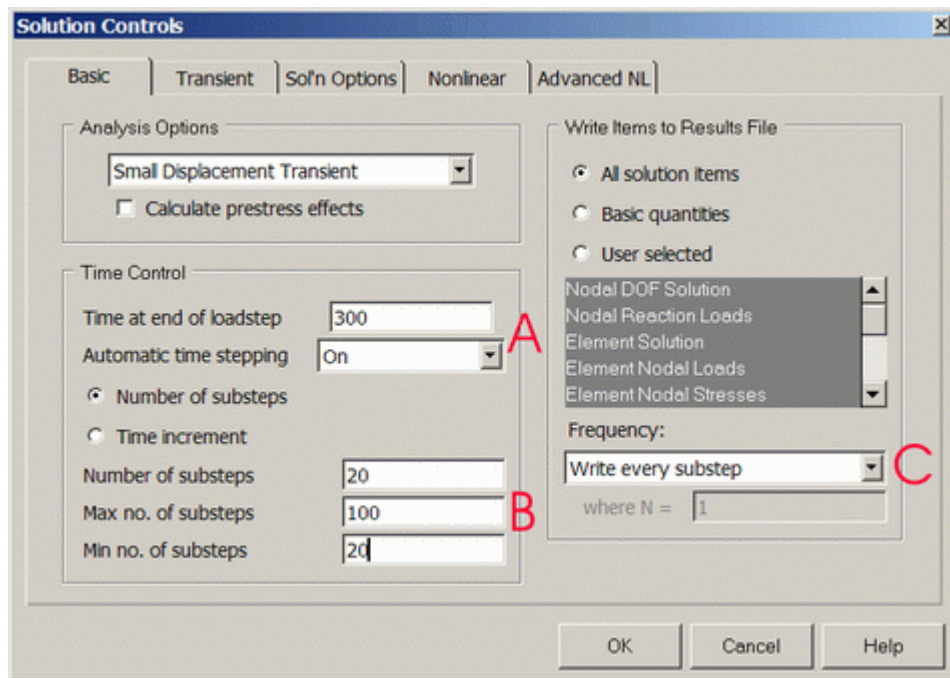 Solution Controls
Basic
Transient
Sol'n Options
Nonlinear
Advanced NL
Analysis Options
Small Displacement Transient
Calculate prestress effects
Time Control
Time at end of loadstep 300
A
Automatic time stepping On
Number of substeps
Time increment
Number of substeps 20
Max no. of substeps 100
B
Min no. of substeps 20
Write Items to Results File
All solution items
Basic quantities
User selected
Nodal DOF Solution
Nodal Reaction Loads
Element Solution
Element Nodal Loads
Element Nodal Stresses
Frequency:
Write every substep
C
where N = 1
OK
Cancel
Help